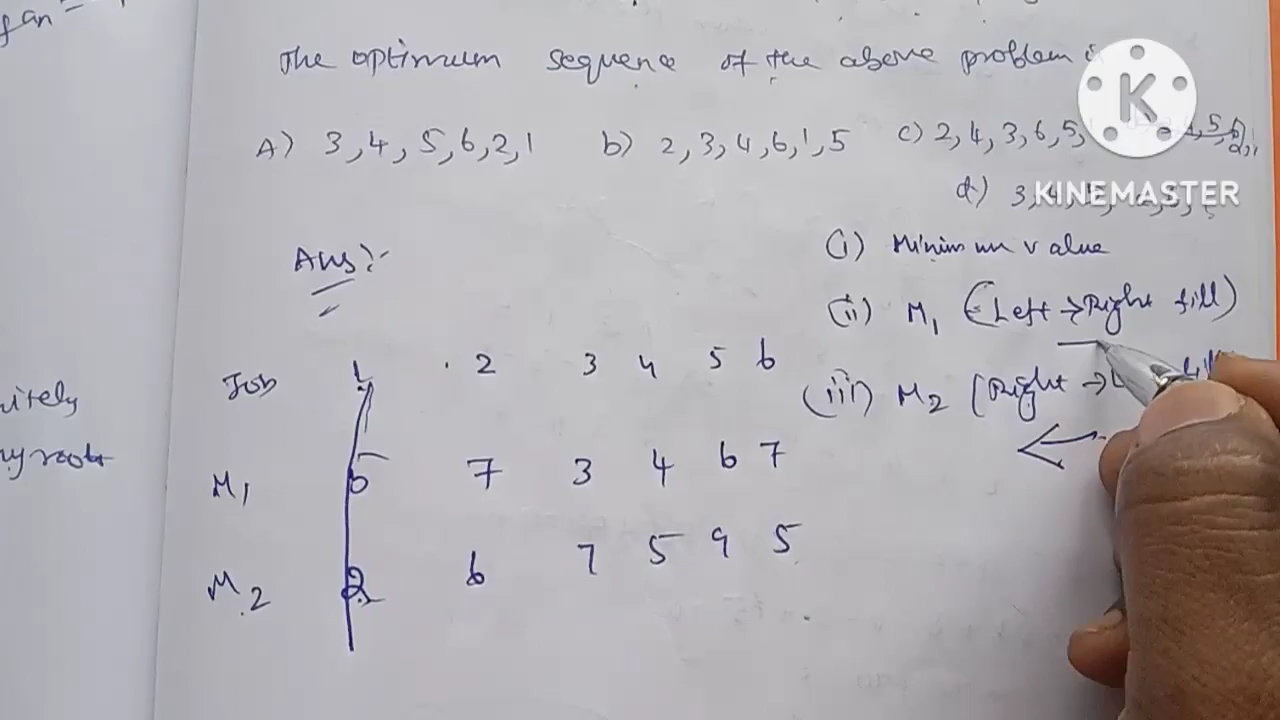 The optimum sequence of the above problem is
A) 3,4,5,6,2,1 b) 2,3,4,6,1,5 c) 2,4,3,6,5,
d) 3,
Ans:-
(i) Minimum value
(ii) M1 (Left → Right fill)
(iii) M2 (Right →
Job 1 2 3 4 5 6
M1 5 7 3 4 6 7
M2 2 6 7 5 9 5
K
KINEMASTER